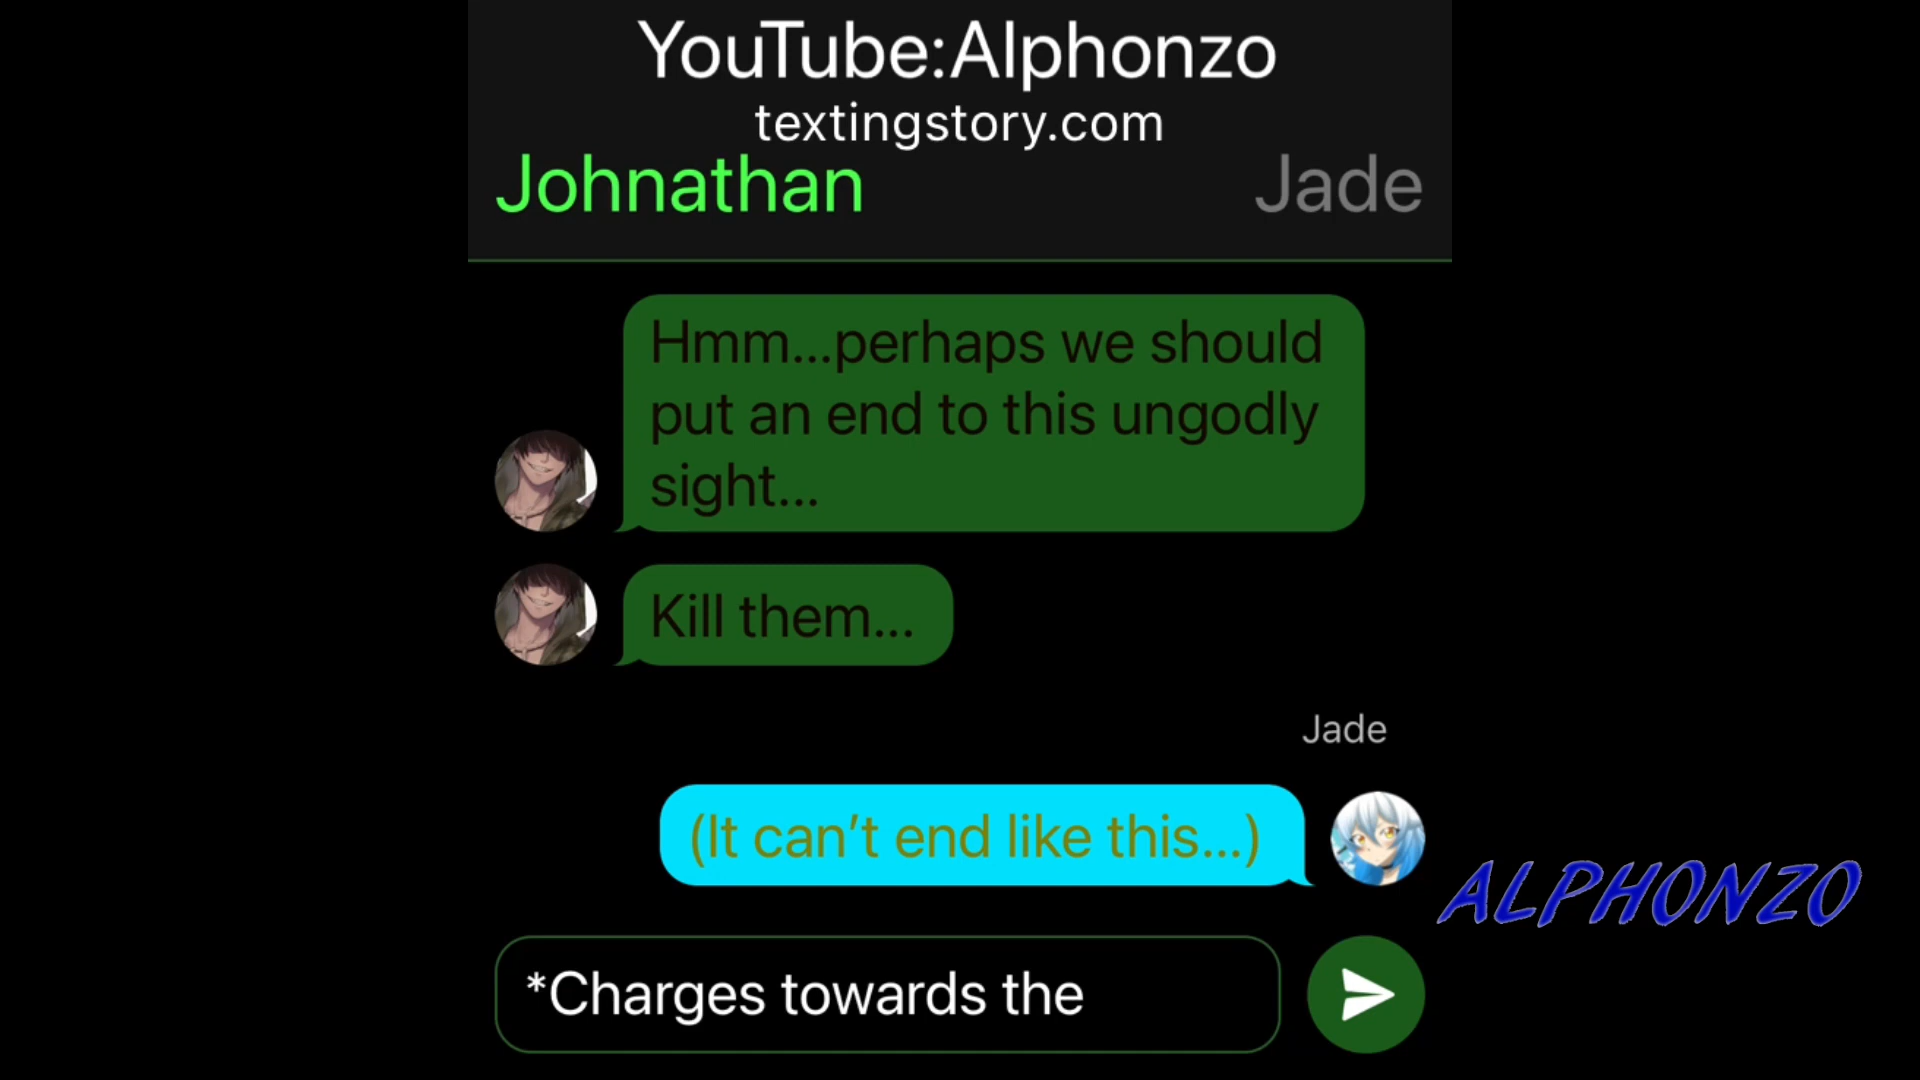 YouTube:Alphonzo
textingstory.com
Johnathan Jade
Hmm...perhaps we should
put an end to this ungodly
sight...
Kill them...
Jade
(It can’t end like this...)
ALPHONZO
*Charges towards the